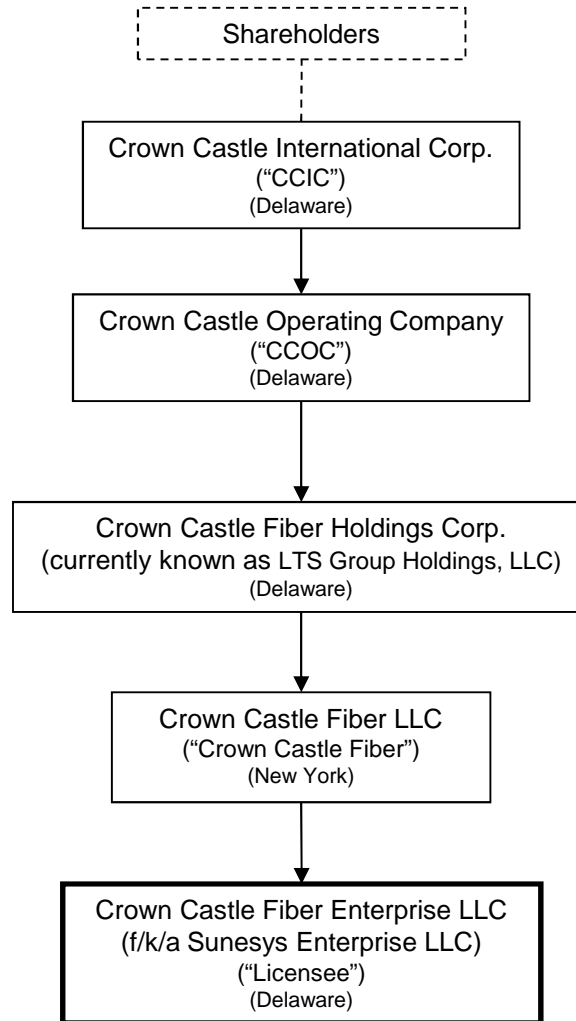 Shareholders
Crown Castle International Corp.
(“CCIC”)
(Delaware)
Crown Castle Operating Company
(“CCOC”)
(Delaware)
Crown Castle Fiber Holdings Corp.
(currently known as LTS Group Holdings, LLC)
(Delaware)
Crown Castle Fiber LLC
(“Crown Castle Fiber”)
(New York)
Crown Castle Fiber Enterprise LLC
(f/k/a Sunesys Enterprise LLC)
(“Licensee”)
(Delaware)